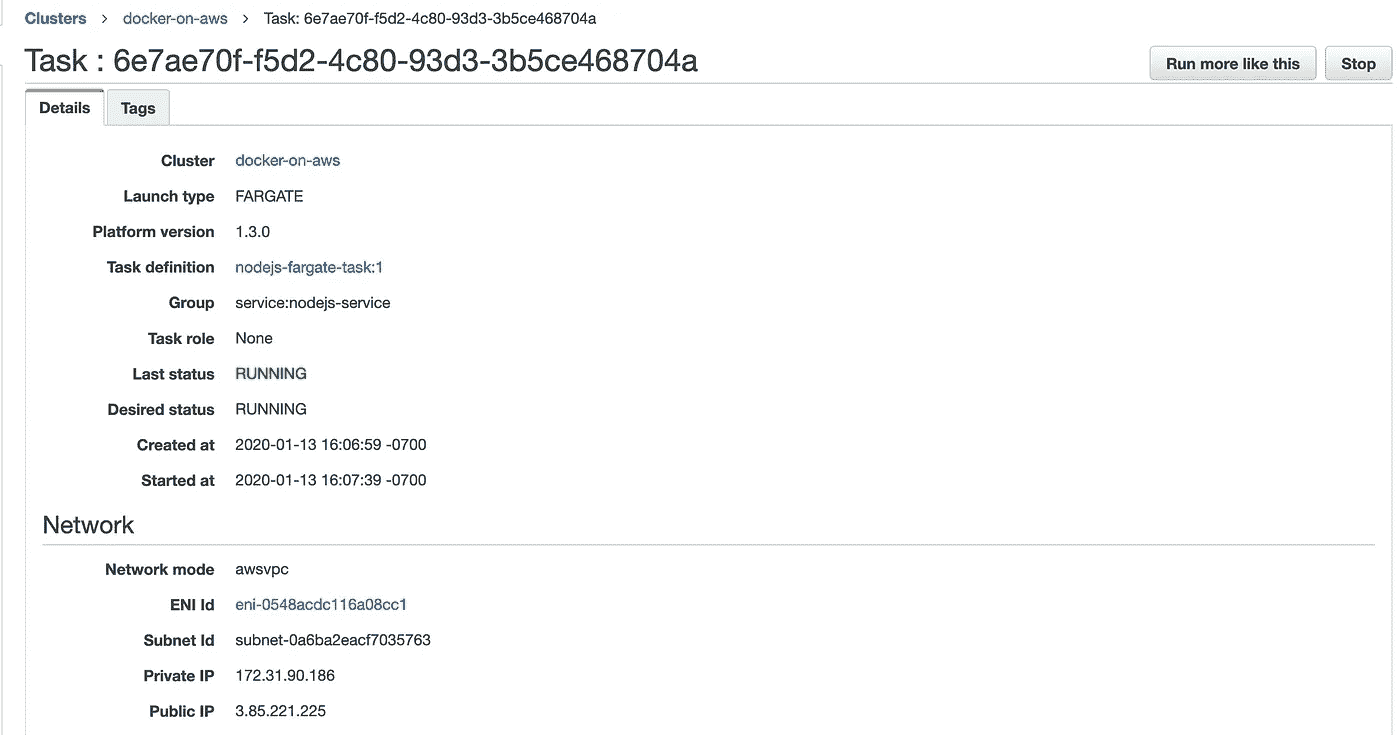 Clusters > docker-on-aws > Task: 6e7ae70f-f5d2-4c80-93d3-3b5ce468704a
Task : 6e7ae70f-f5d2-4c80-93d3-3b5ce468704a Run more like this Stop
Details Tags
Cluster docker-on-aws
Launch type FARGATE
Platform version 1.3.0
Task definition nodejs-fargate-task:1
Group service:nodejs-service
Task role None
Last status RUNNING
Desired status RUNNING
Created at 2020-01-13 16:06:59 -0700
Started at 2020-01-13 16:07:39 -0700
Network
Network mode awsvpc
ENI Id eni-0548acdc116a08cc1
Subnet Id subnet-0a6ba2eacf7035763
Private IP 172.31.90.186
Public IP 3.85.221.225